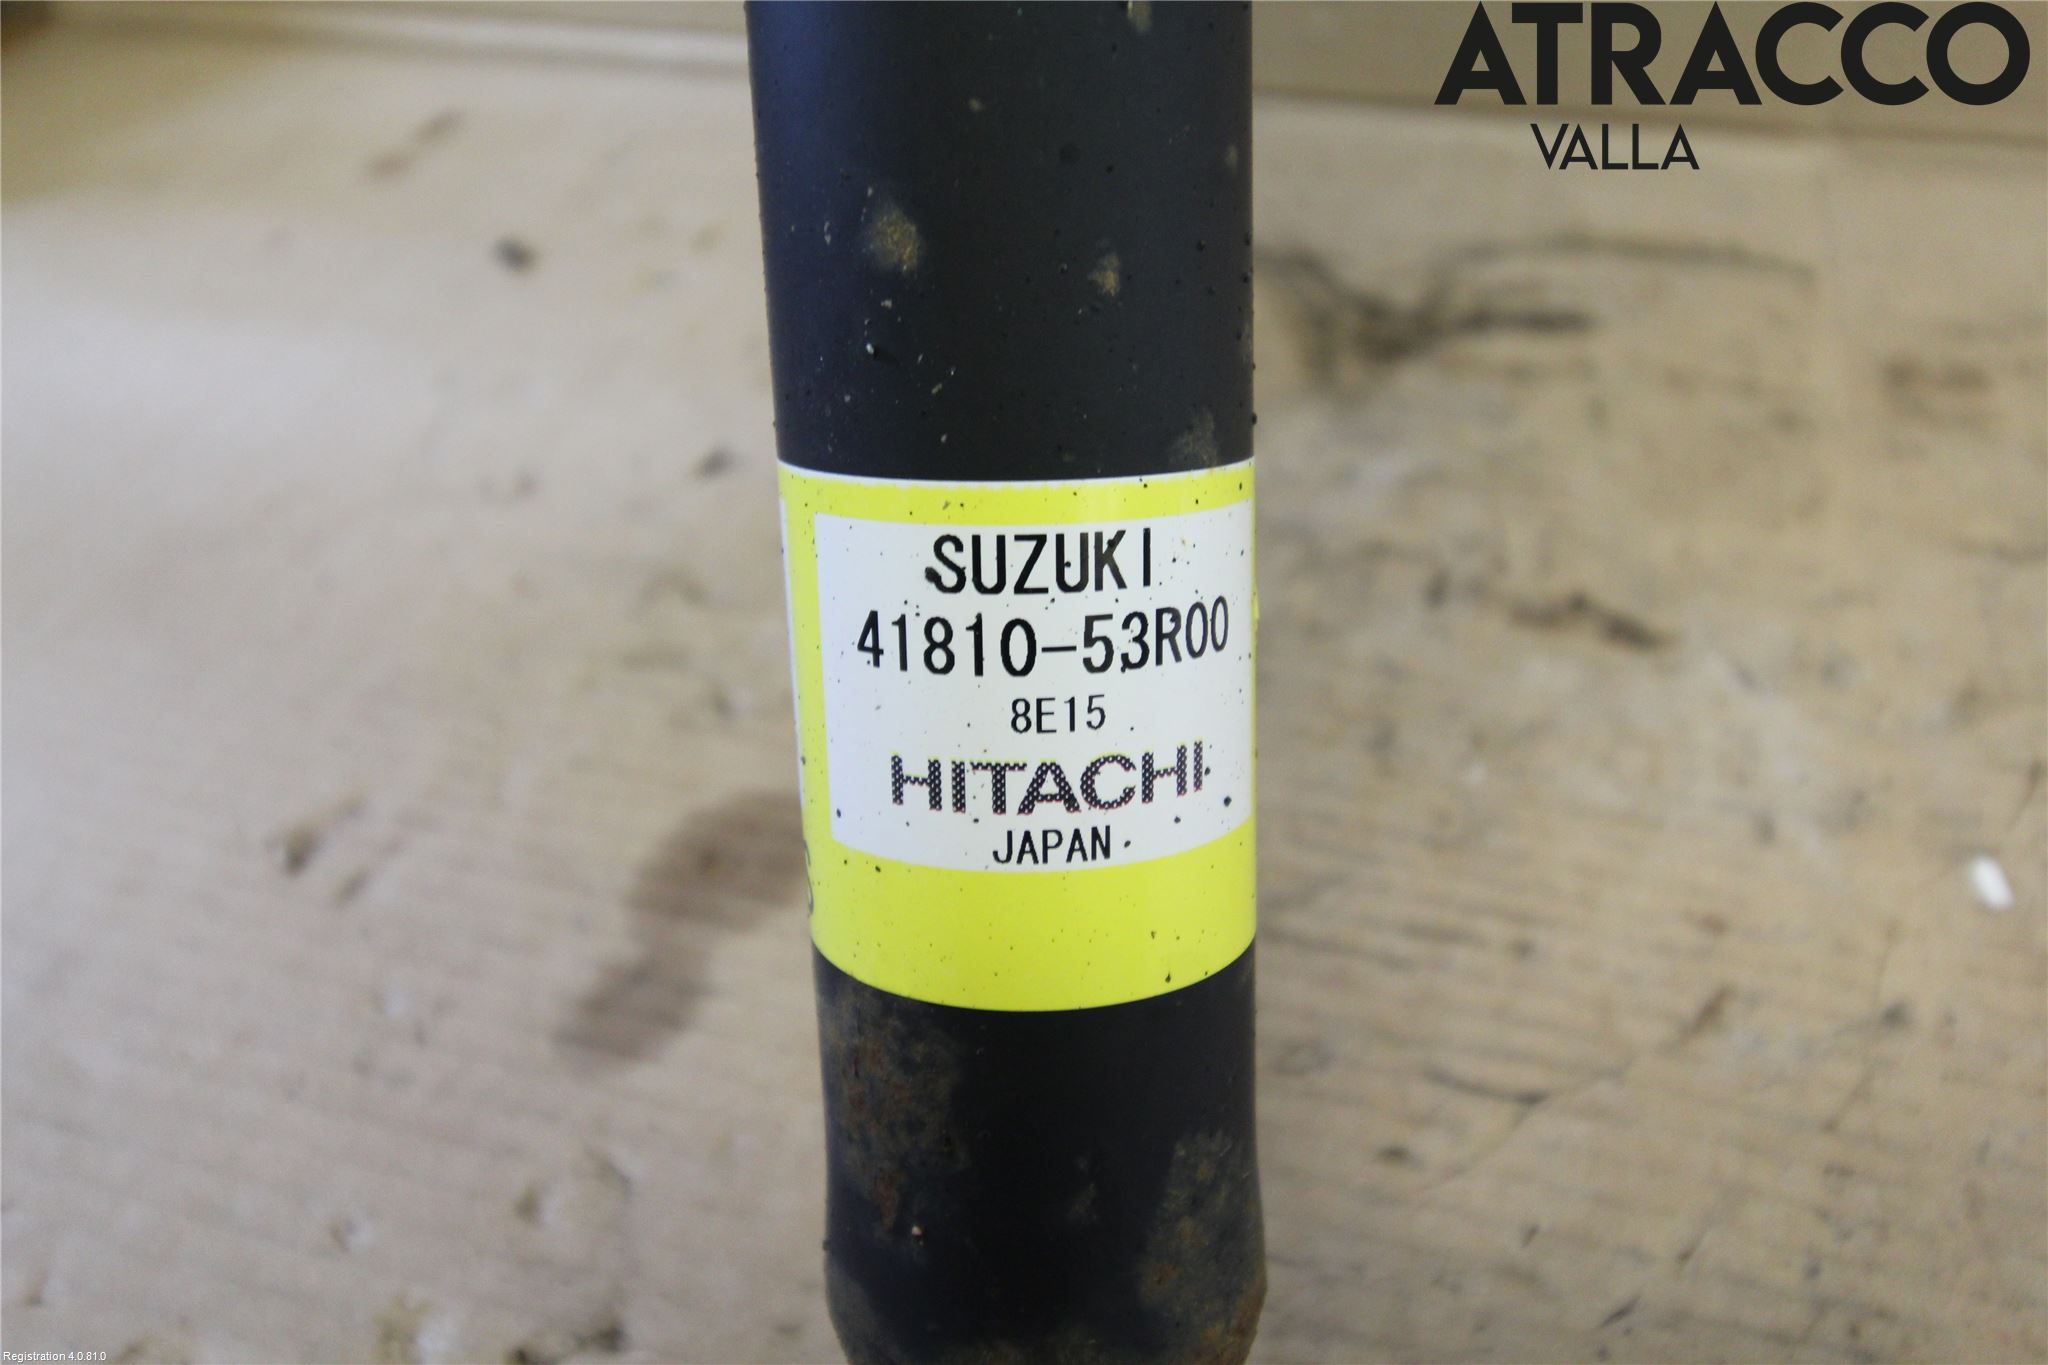 ATRACCO
VALLA
SUZUKI
41810-53R00
8E15
HITACHI
JAPAN
Registration 4.0.81.0